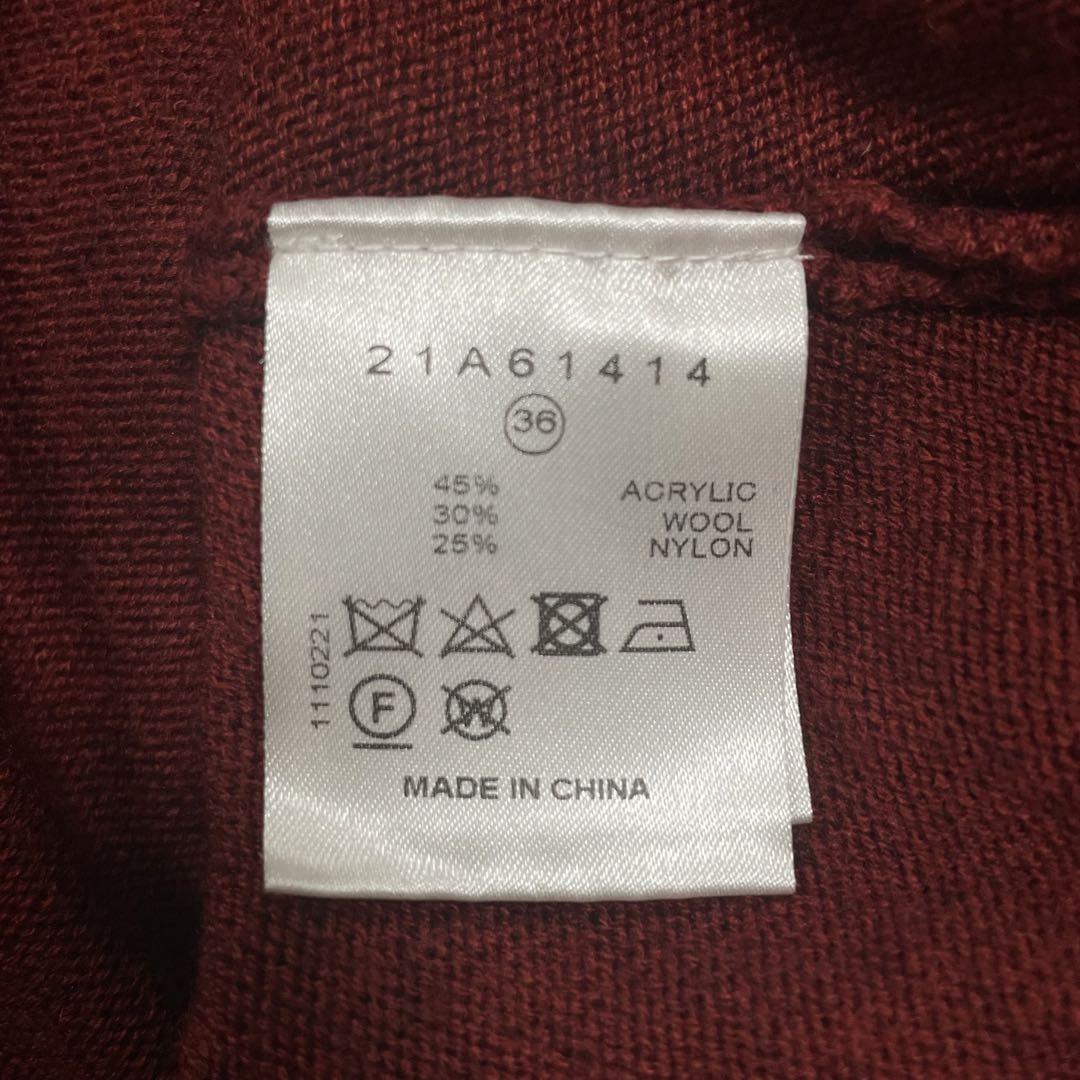 21A61414
36
45% ACRYLIC
30% WOOL
25% NYLON
1110221
F W
MADE IN CHINA